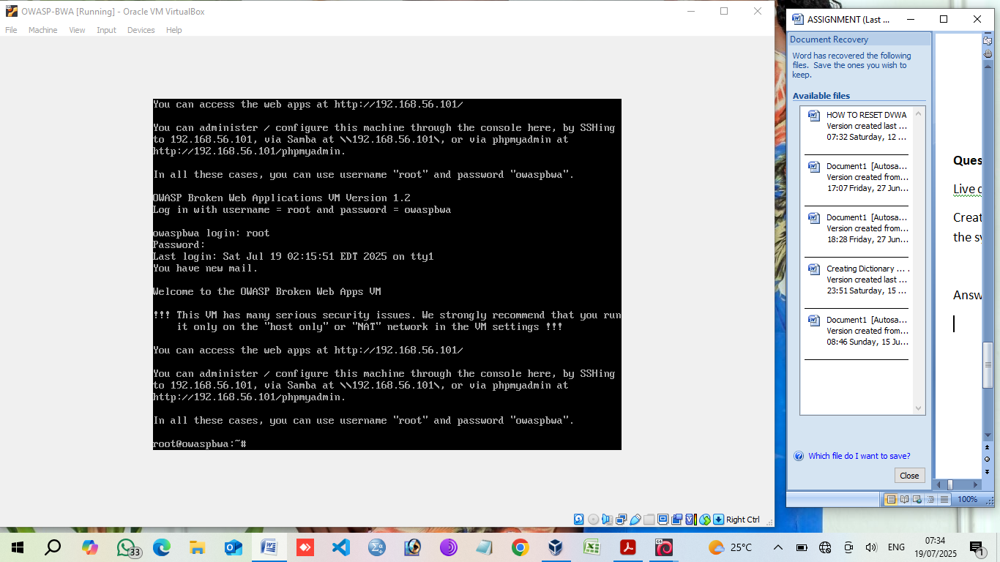 OWASP-BWA [Running] - Oracle VM VirtualBox
File Machine View Input Devices Help
You can access the web apps at http://192.168.56.101/
You can administer / configure this machine through the console here, by SSHing
to 192.168.56.101, via Samba at \\192.168.56.101\, or via phpmyadmin at
http://192.168.56.101/phpmyadmin.
In all these cases, you can use username "root" and password "owaspbwa".
OWASP Broken Web Applications VM Version 1.2
Log in with username = root and password = owaspbwa
owaspbwa login: root
Password:
Last login: Sat Jul 19 02:15:51 EDT 2025 on tty1
You have new mail.
Welcome to the OWASP Broken Web Apps VM
!!! This VM has many serious security issues. We strongly recommend that you run
it only on the "host only" or "NAT" network in the VM settings !!!
You can access the web apps at http://192.168.56.101/
You can administer / configure this machine through the console here, by SSHing
to 192.168.56.101, via Samba at \\192.168.56.101\, or via phpmyadmin at
http://192.168.56.101/phpmyadmin.
In all these cases, you can use username "root" and password "owaspbwa".
root@owaspbwa:~#
Right Ctrl
ASSIGNMENT (Last ...
Document Recovery
Word has recovered the following
files. Save the ones you wish to
keep.
Available files
HOW TO RESET DVWA
Version created last ...
07:32 Saturday, 12 ...
Document1 [Autosa...
Version created from...
17:07 Friday, 27 Jun...
Document1 [Autosa...
Version created from...
18:28 Friday, 27 Jun...
Creating Dictionary ... .
Version created last ...
23:51 Saturday, 15 ...
Document1 [Autosa...
Version created from...
08:46 Sunday, 15 Ju...
Which file do I want to save?
Close
Ques
Live
Creat
the sy
Answ
100%
33
64
25°C
ENG
07:34
19/07/2025
1